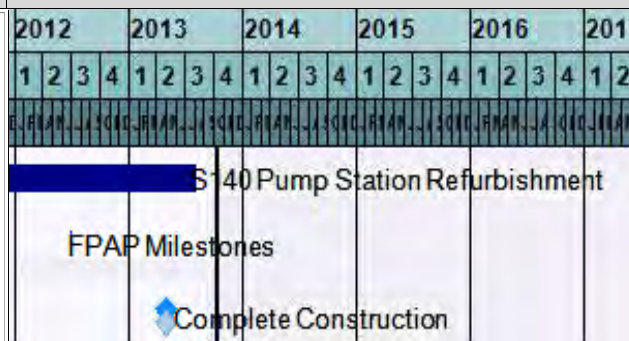 2012 2013 2014 2015 2016 201
1 2 3 4 1 2 3 4 1 2 3 4 1 2 3 4 1 2 3 4 1 2
S140 Pump Station Refurbishment
FPAP Milestones
Complete Construction